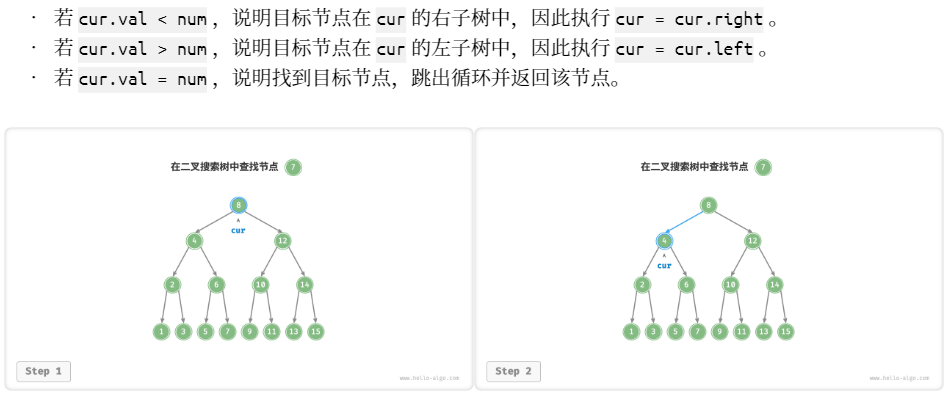 · 若 cur.val < num ，说明目标节点在 cur 的右子树中，因此执行 cur = cur.right 。
· 若 cur.val > num ，说明目标节点在 cur 的左子树中，因此执行 cur = cur.left 。
· 若 cur.val = num ，说明找到目标节点，跳出循环并返回该节点。
在二叉搜索树中查找节点 7
8
cur
4 12
2 6 10 14
1 3 5 7 9 11 13 15
Step 1
www.hello-algo.com
在二叉搜索树中查找节点 7
8
4 12
cur
2 6 10 14
1 3 5 7 9 11 13 15
Step 2
www.hello-algo.com